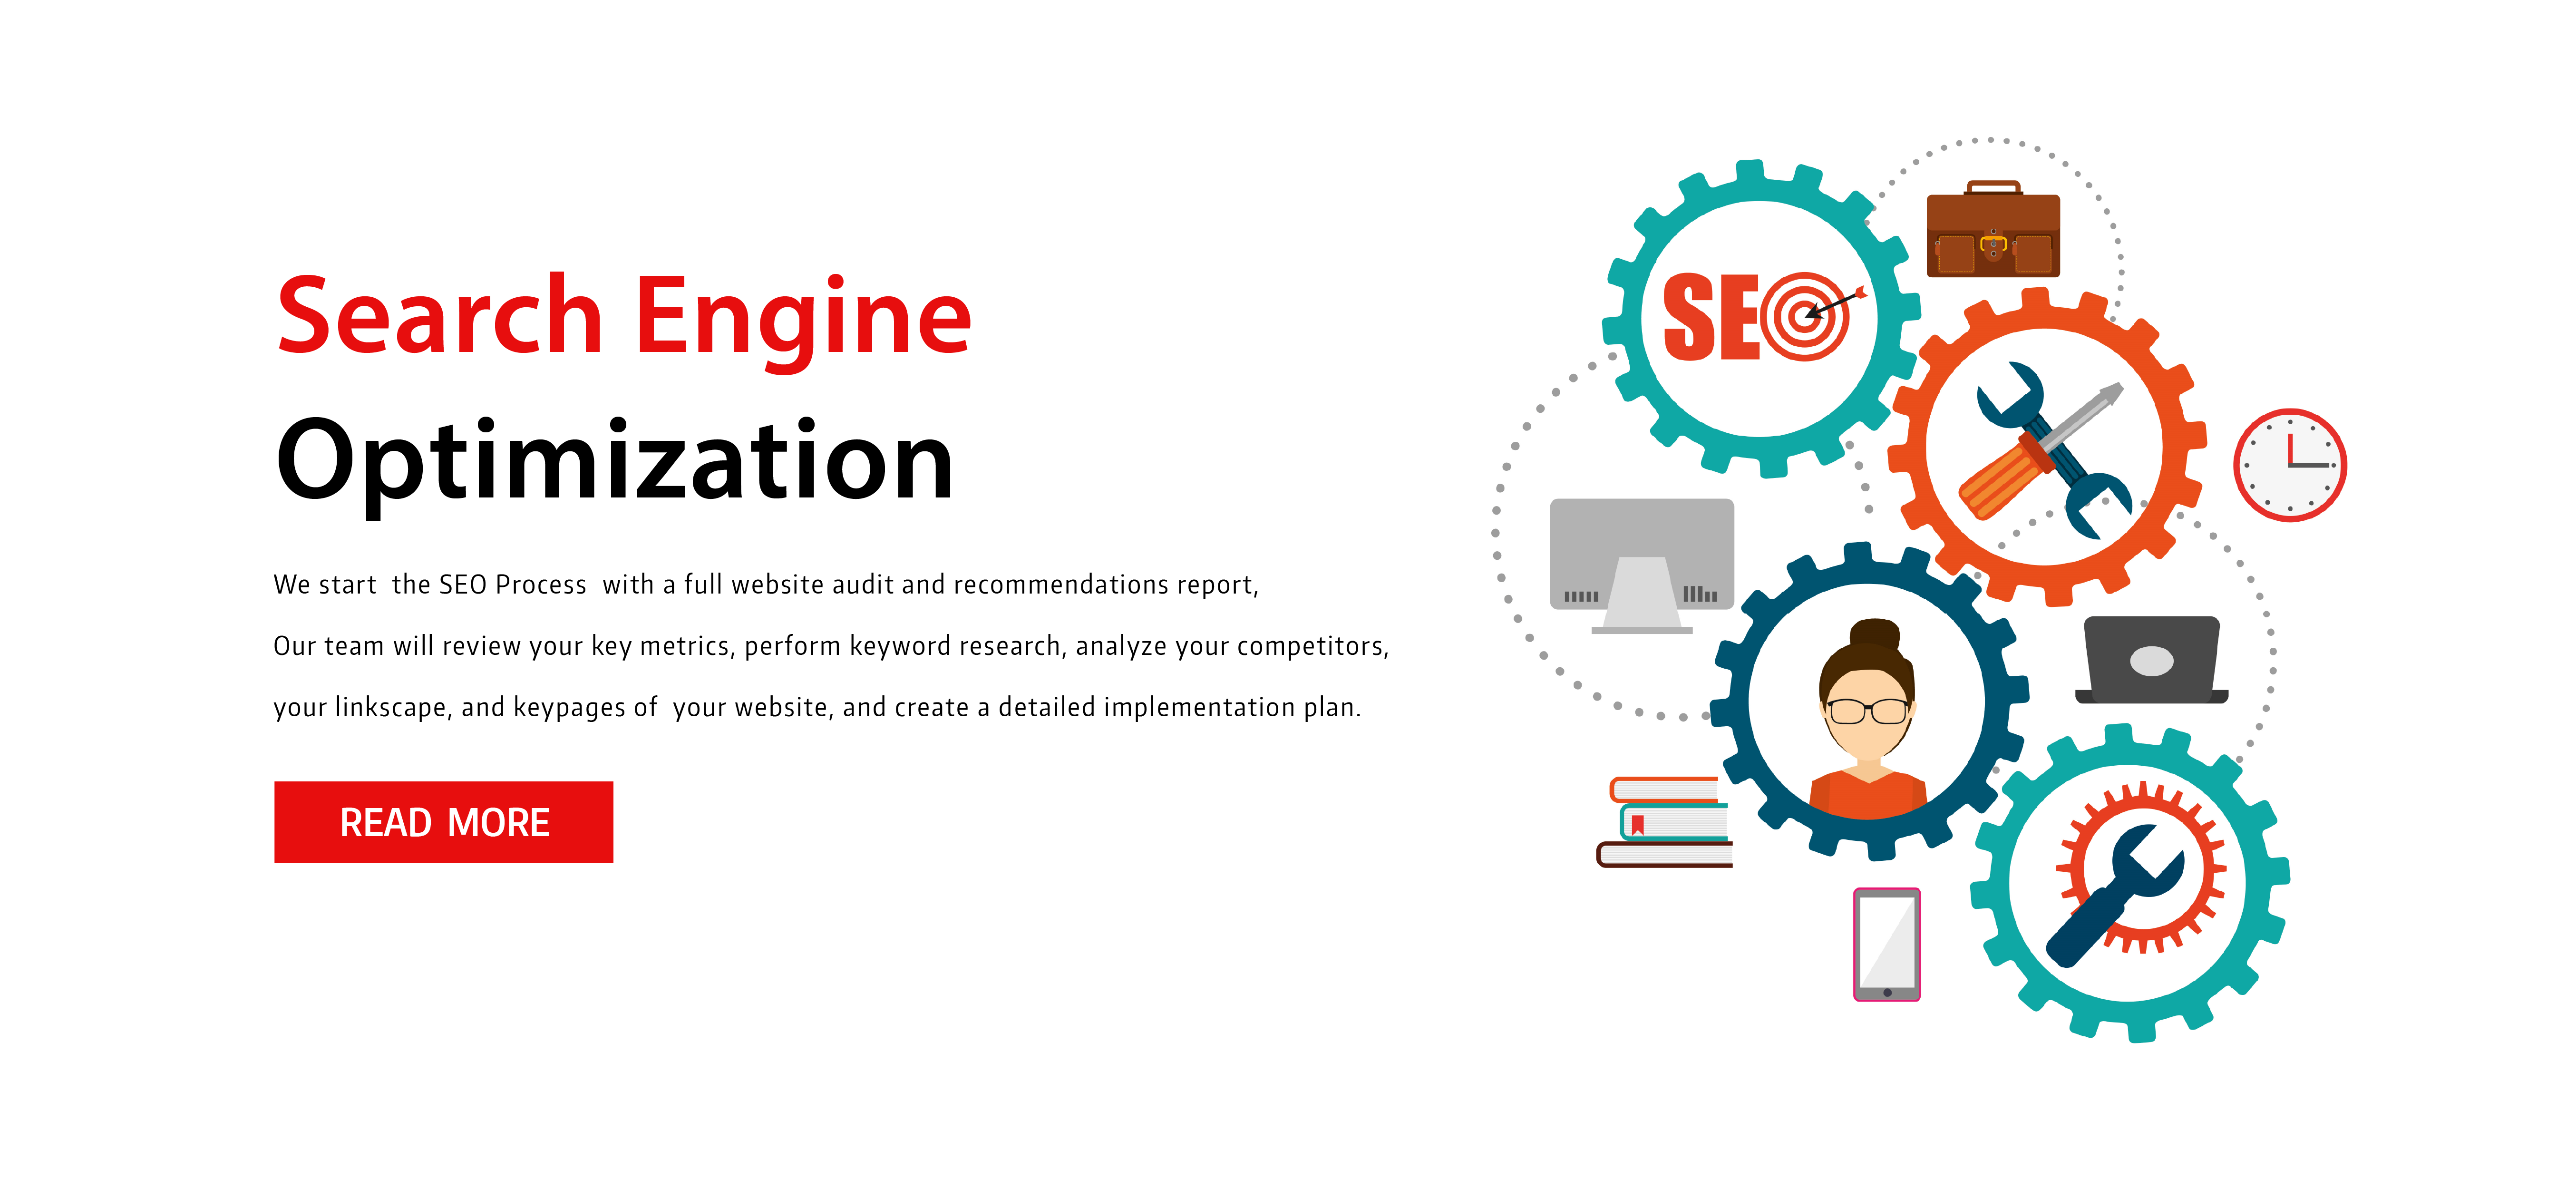 Search Engine
Optimization
We start  the SEO Process  with a full website audit and recommendations report,
Our team will review your key metrics, perform keyword research, analyze your competitors,
your linkscape, and keypages of  your website, and create a detailed implementation plan.
READ MORE
SEO